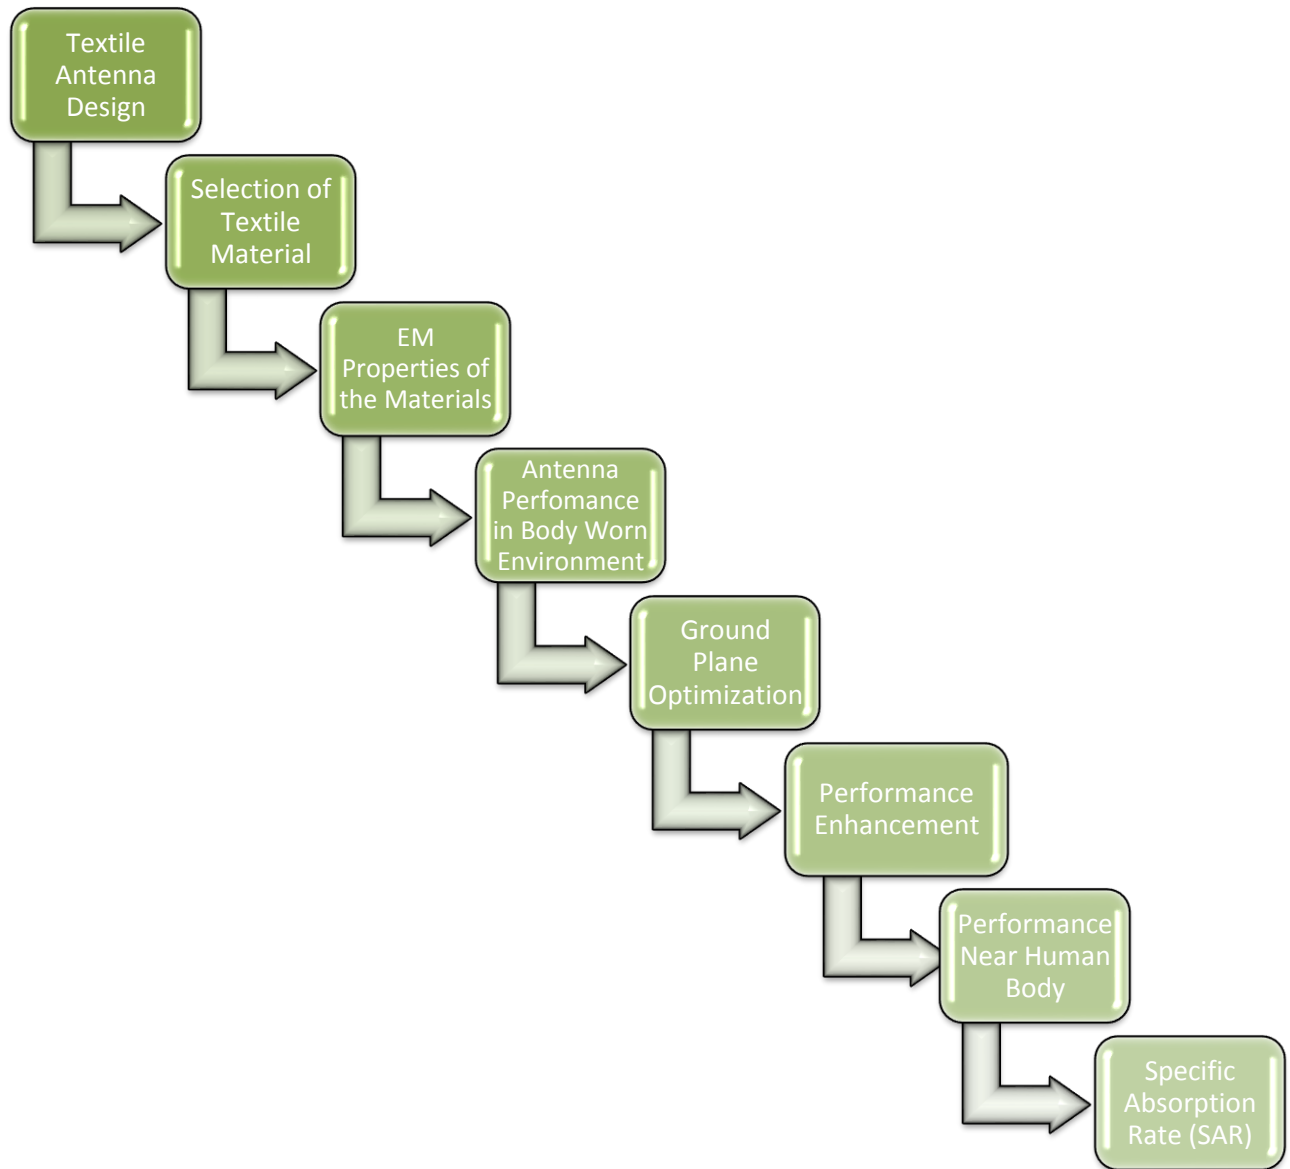 Textile
Antenna
Design
Selection of
Textile
Material
EM
Properties of
the Materials
Antenna
Perfomance
in Body Worn
Environment
Ground
Plane
Optimization
Performance
Enhancement
Performance
Near Human
Body
Specific
Absorption
Rate (SAR)